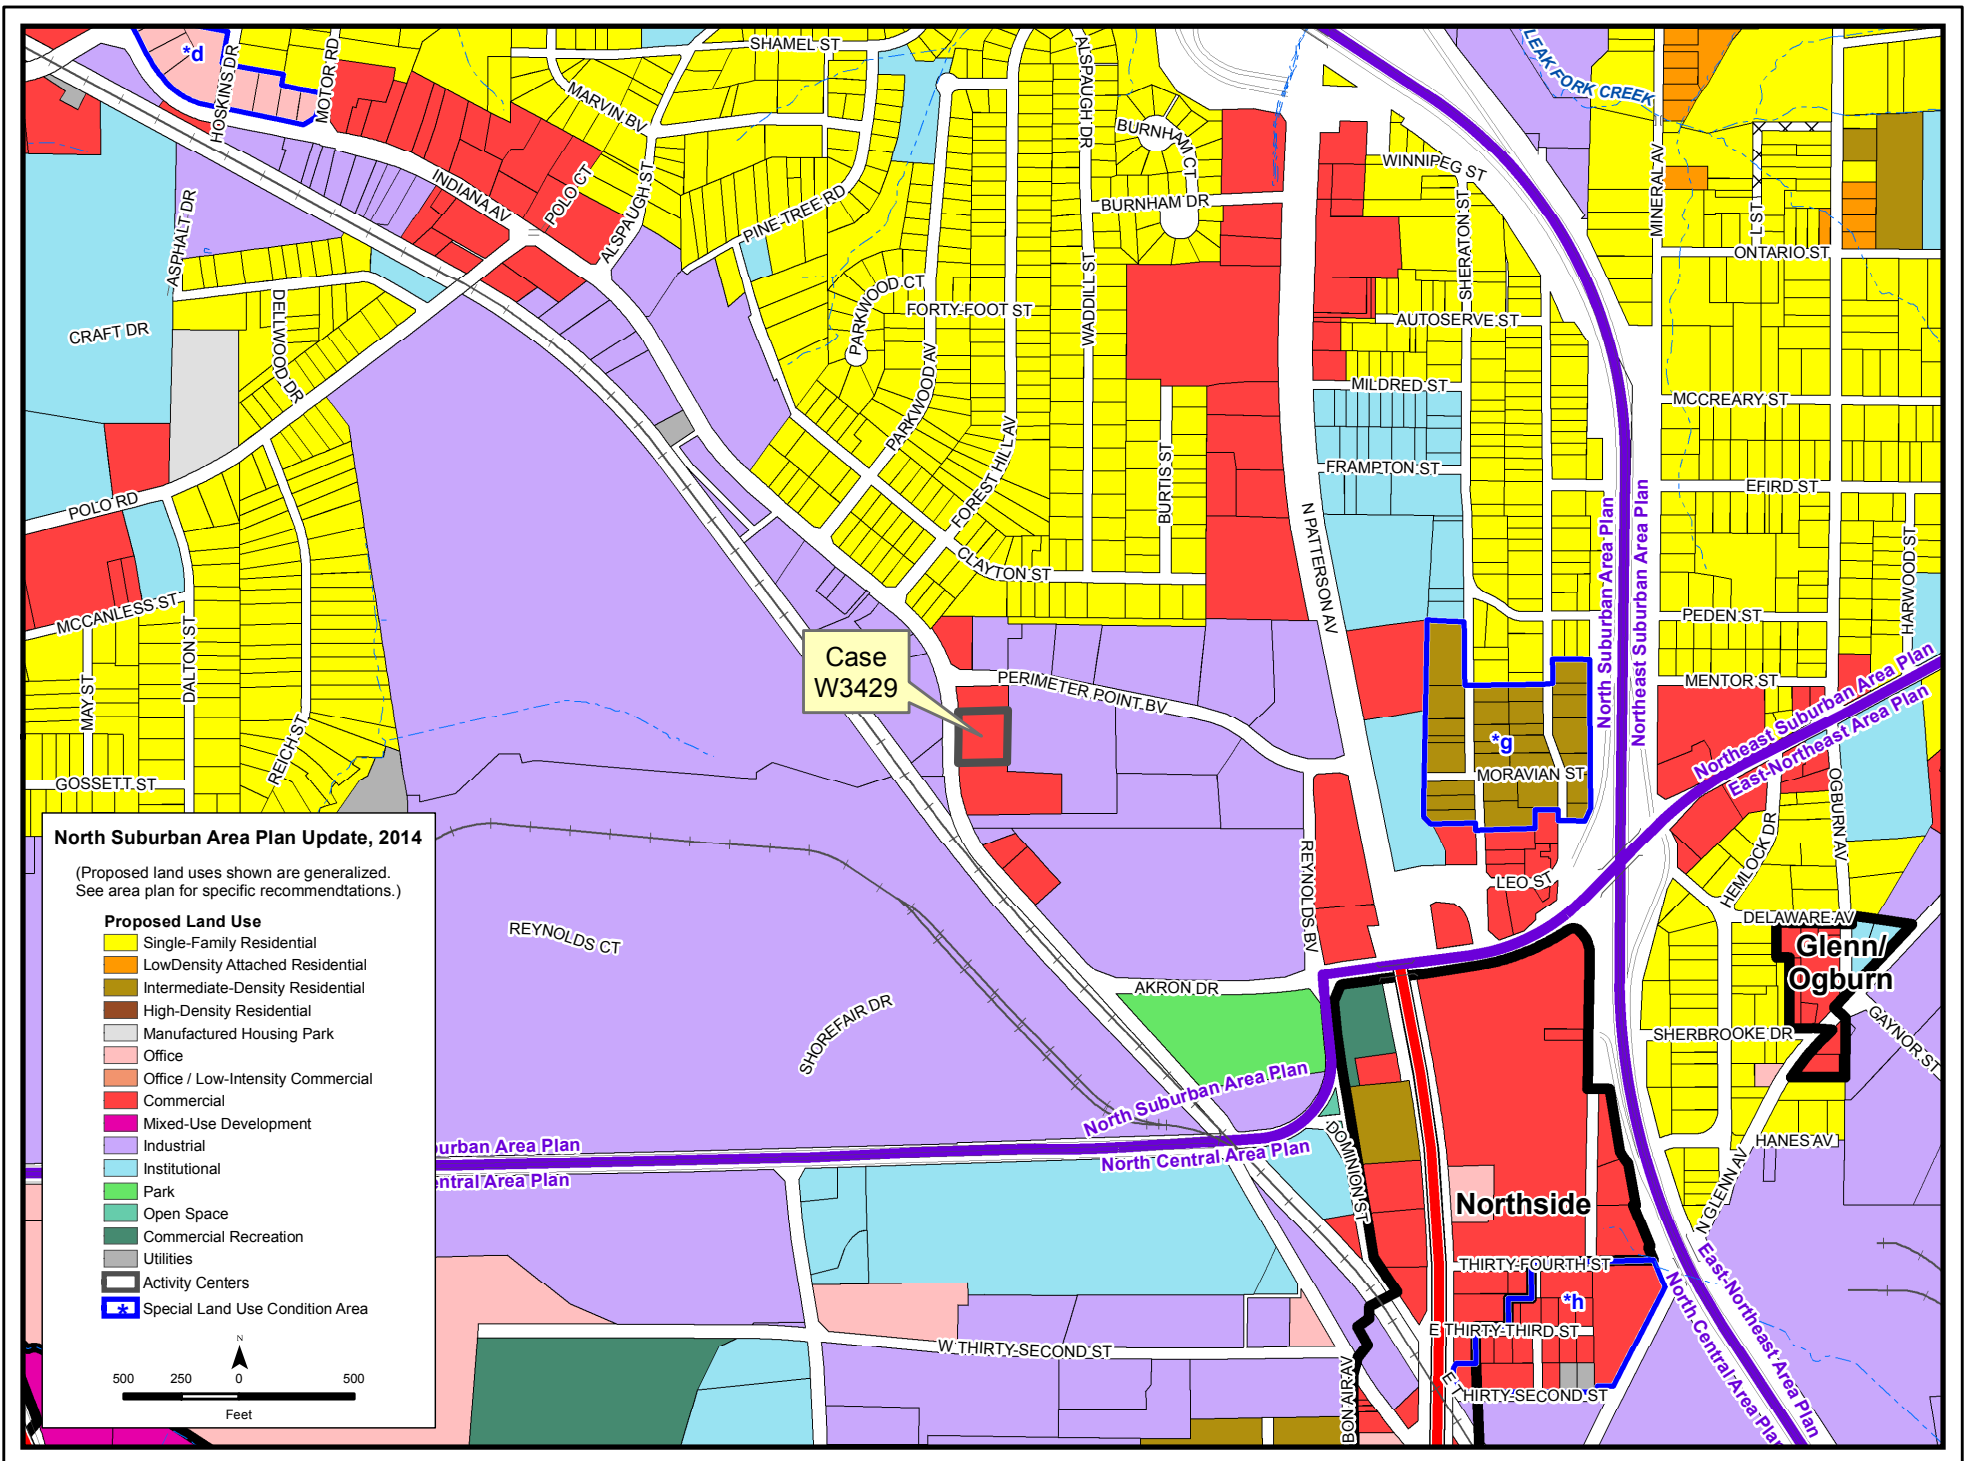 SHAMEL ST
*d
HOSKINS DR
MOTOR RD
MARVIN BV
ALSPAUGH DR
BURNHAM CT
LEAK FORK CREEK
MINERAL AV
WINNIPEG ST
INDIANA AV
POLO CT
ALSPAUGH ST
PINE TREE RD
BURNHAM DR
SHERATON ST
L ST
ONTARIO ST
ASPHALT DR
CRAFT DR
DELLWOOD DR
PARKWOOD CT
FORTY-FOOT ST
WADDILL ST
AUTOSERVE ST
PARKWOOD AV
MILDRED ST
MCCREARY ST
FOREST HILL AV
BURTIS ST
FRAMPTON ST
EFIRD ST
POLO RD
N PATTERSON AV
North Suburban Area Plan
Northeast Suburban Area Plan
HARWOOD ST
CLAYTON ST
MCCANLESS ST
DALTON ST
PEDEN ST
MAY ST
REICH ST
Case
W3429
PERIMETER POINT BV
MENTOR ST
Northeast Suburban Area Plan
East-Northeast Area Plan
*g
MORAVIAN ST
GOSSETT ST
OGBURN AV
HEMLOCK DR
REYNOLDS BV
LEO ST
DELAWARE AV
Glenn/
Ogburn
REYNOLDS CT
SHOREFAIR DR
AKRON DR
GAYNOR ST
SHERBROOKE DR
North Suburban Area Plan
North Central Area Plan
urban Area Plan
entral Area Plan
DOMINION ST
HANES AV
N GLENN AV
Northside
THIRTY-FOURTH ST
*h
E THIRTY-THIRD ST
W THIRTY-SECOND ST
BON AIR AV
E T
HIRTY-SECOND ST
East-Northeast Area Plan
North Central Area Plan
North Suburban Area Plan Update, 2014
(Proposed land uses shown are generalized.
See area plan for specific recommendtations.)
Proposed Land Use
Single-Family Residential
LowDensity Attached Residential
Intermediate-Density Residential
High-Density Residential
Manufactured Housing Park
Office
Office / Low-Intensity Commercial
Commercial
Mixed-Use Development
Industrial
Institutional
Park
Open Space
Commercial Recreation
Utilities
Activity Centers
* Special Land Use Condition Area
N
500 250 0 500
Feet